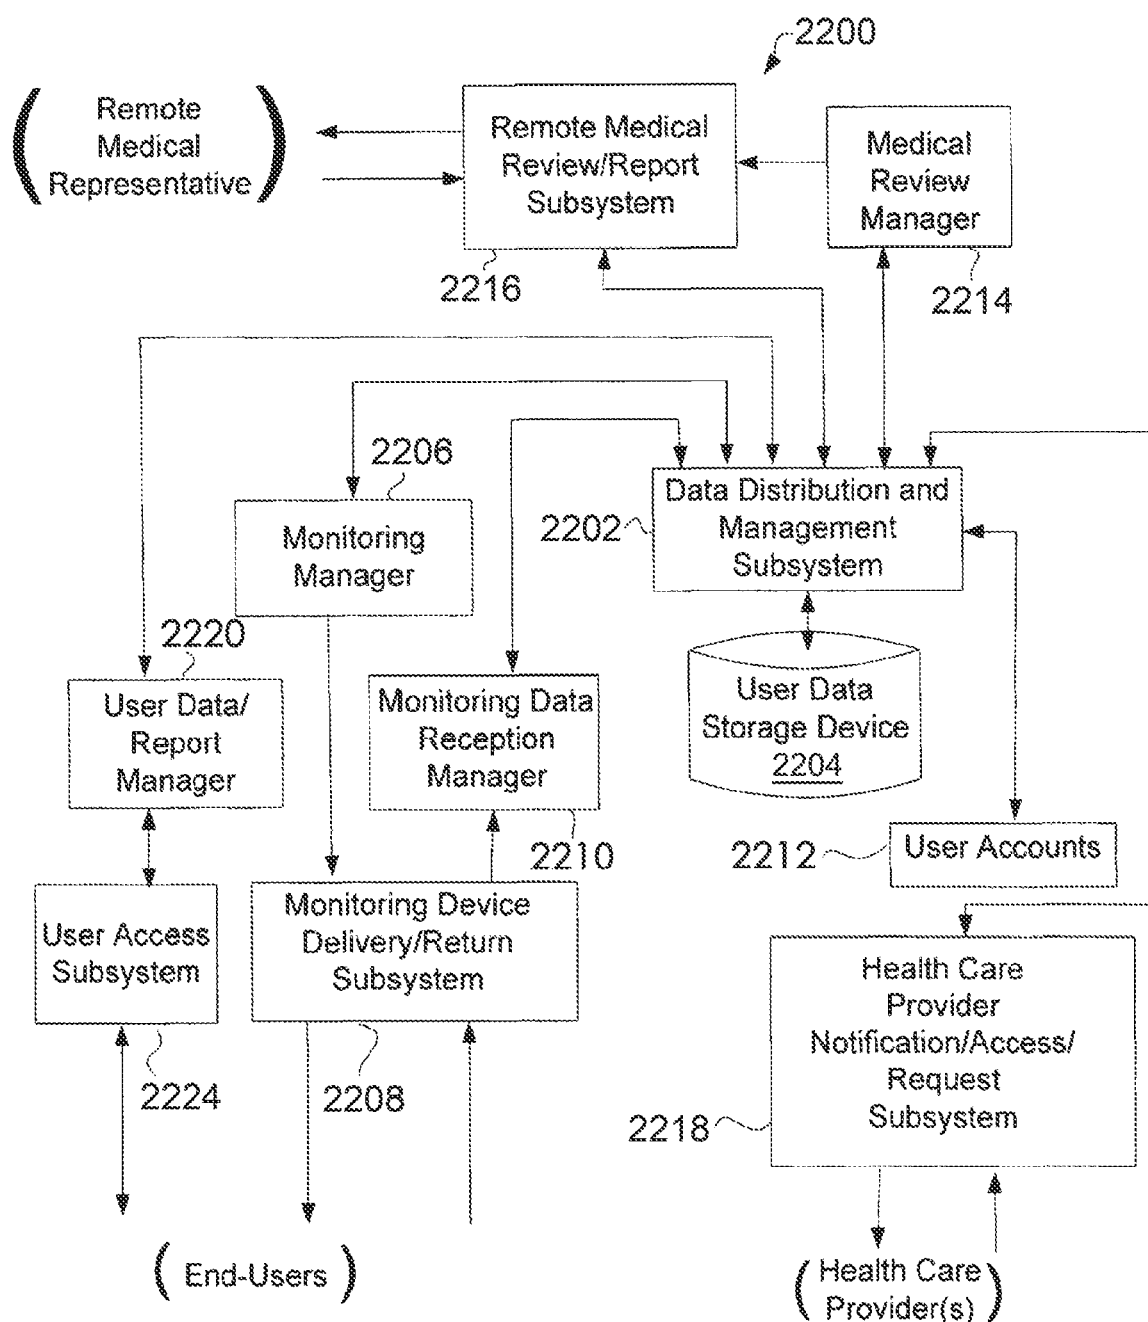 2200
Remote
Medical
Representative
Remote Medical
Review/Report
Subsystem
Medical
Review
Manager
2216
2214
2206
Monitoring
Manager
2202
Data Distribution and
Management
Subsystem
2220
User Data/
Report
Manager
Monitoring Data
Reception
Manager
User Data
Storage Device
2204
2210
2212
User Accounts
User Access
Subsystem
Monitoring Device
Delivery/Return
Subsystem
Health Care
Provider
Notification/Access/
Request
Subsystem
2224
2208
2218
End-Users
Health Care
Provider(s)